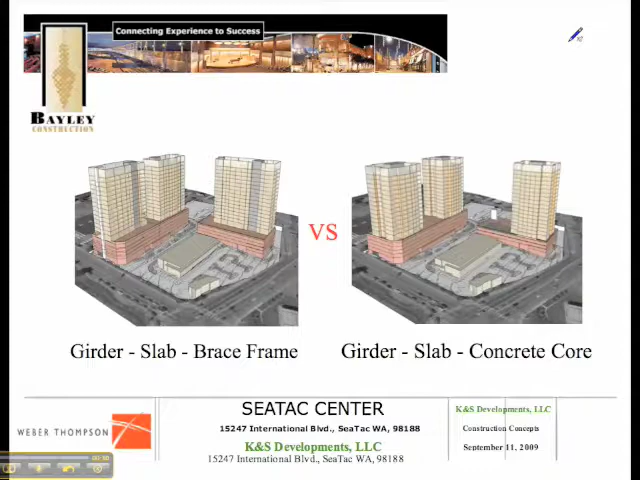 Connecting Experience to Success
BAYLEY
CONSTRUCTION
VS
Girder - Slab - Brace Frame
Girder - Slab - Concrete Core
WEBER THOMPSON
SEATAC CENTER
15247 International Blvd., SeaTac WA, 98188
K&S Developments, LLC
15247 International Blvd., SeaTac WA, 98188
K&S Developments, LLC
Construction Concepts
September 11, 2009